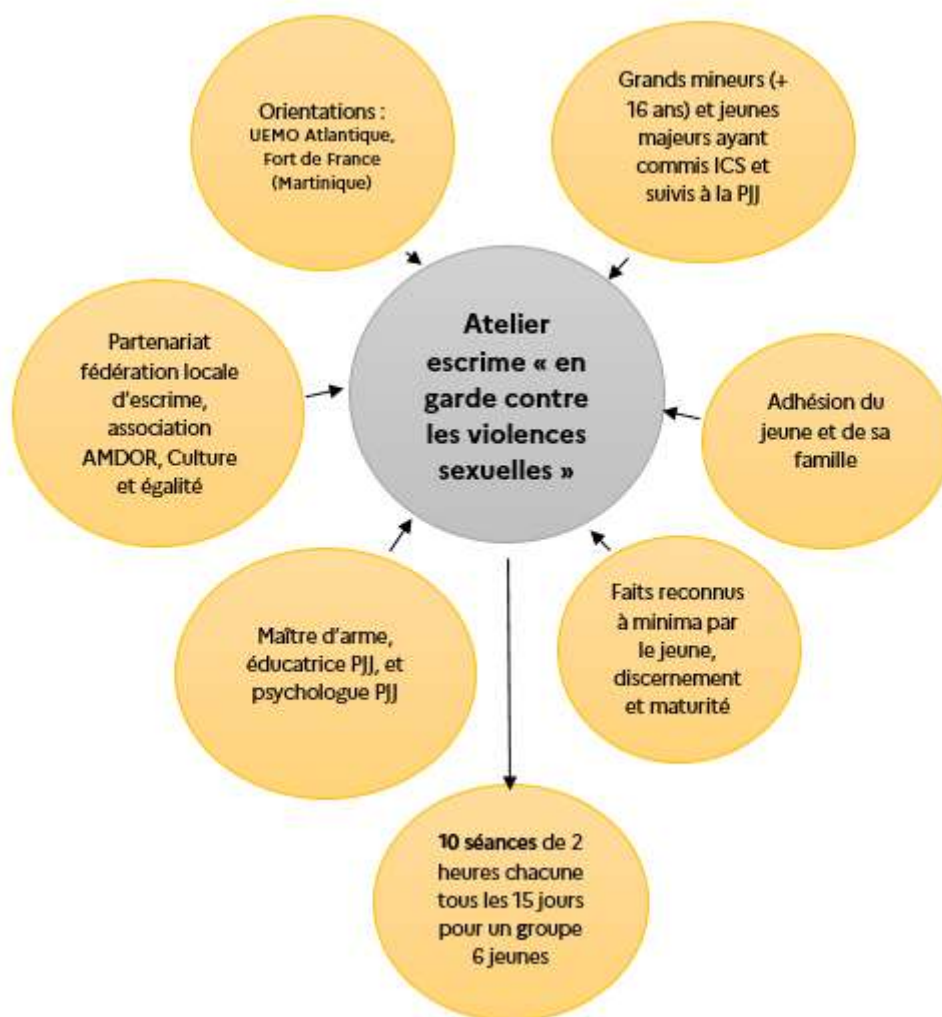 Orientations :
UEMO Atlantique,
Fort de France
(Martinique)
Grands mineurs (+
16 ans) et jeunes
majeurs ayant
commis ICS et
suivis à la PJJ
Atelier
escrime « en
garde contre
les violences
sexuelles »
Partenariat
fédération locale
d'escrime,
association
AMDOR, Culture
et égalité
Adhésion du
jeune et de sa
famille
Maître d'arme,
éducatrice PJJ, et
psychologue PJJ
Faits reconnus
à minima par
le jeune,
discernement
et maturité
10 séances de 2
heures chacune
tous les 15 jours
pour un groupe
6 jeunes